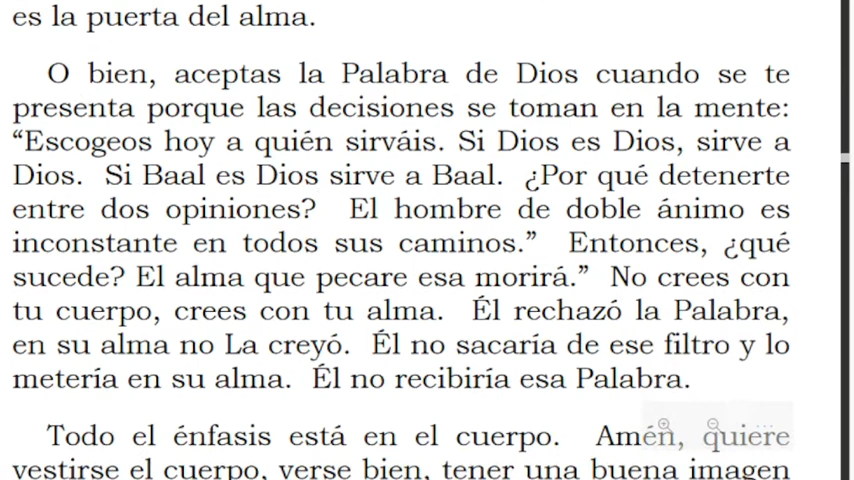 es la puerta del alma.
O bien, aceptas la Palabra de Dios cuando se te
presenta porque las decisiones se toman en la mente:
“Escogeos hoy a quién sirváis. Si Dios es Dios, sirve a
Dios. Si Baal es Dios sirve a Baal. ¿Por qué detenerte
entre dos opiniones? El hombre de doble ánimo es
inconstante en todos sus caminos.” Entonces, ¿qué
sucede? El alma que pecare esa morirá.” No crees con
tu cuerpo, crees con tu alma. Él rechazó la Palabra,
en su alma no La creyó. Él no sacaría de ese filtro y lo
metería en su alma. Él no recibiría esa Palabra.
Todo el énfasis está en el cuerpo. Amén, quiere
vestirse el cuerpo, verse bien, tener una buena imagen